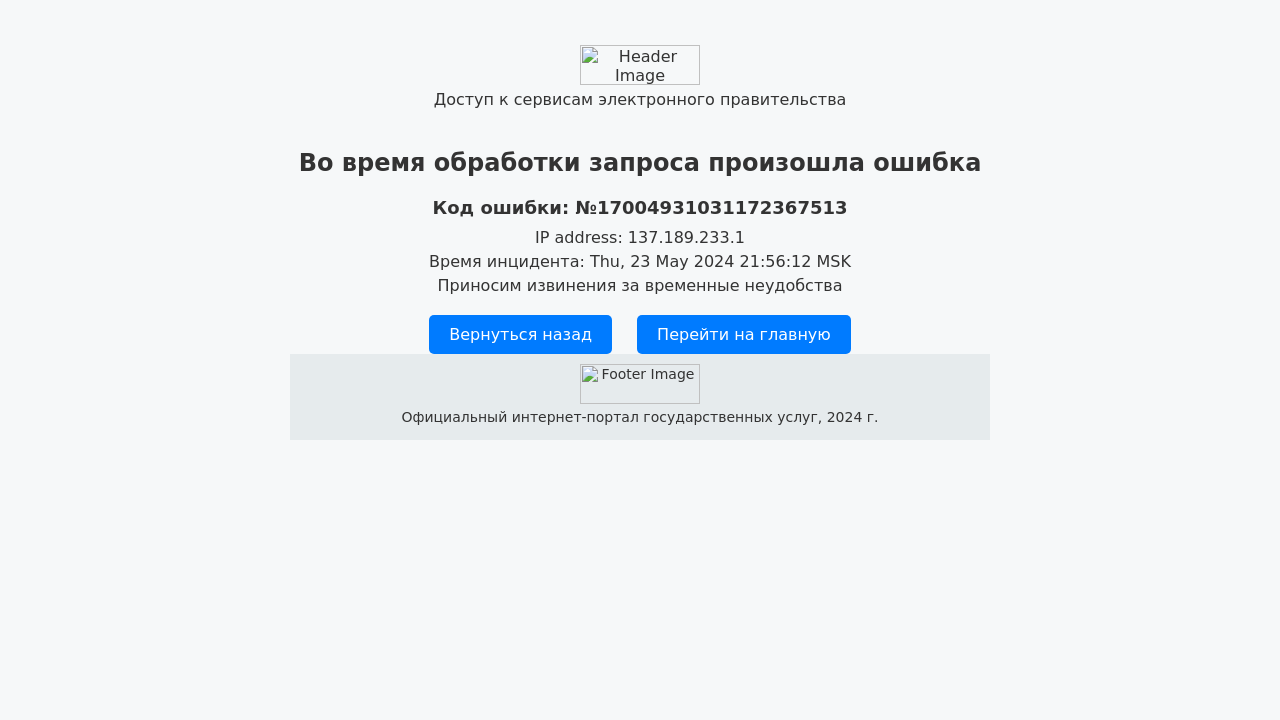 Header
Image
Доступ к сервисам электронного правительства
Во время обработки запроса произошла ошибка
Код ошибки: №17004931031172367513
IP address: 137.189.233.1
Время инцидента: Thu, 23 May 2024 21:56:12 MSK
Приносим извинения за временные неудобства
Вернуться назад
Перейти на главную
Footer Image
Официальный интернет-портал государственных услуг, 2024 г.